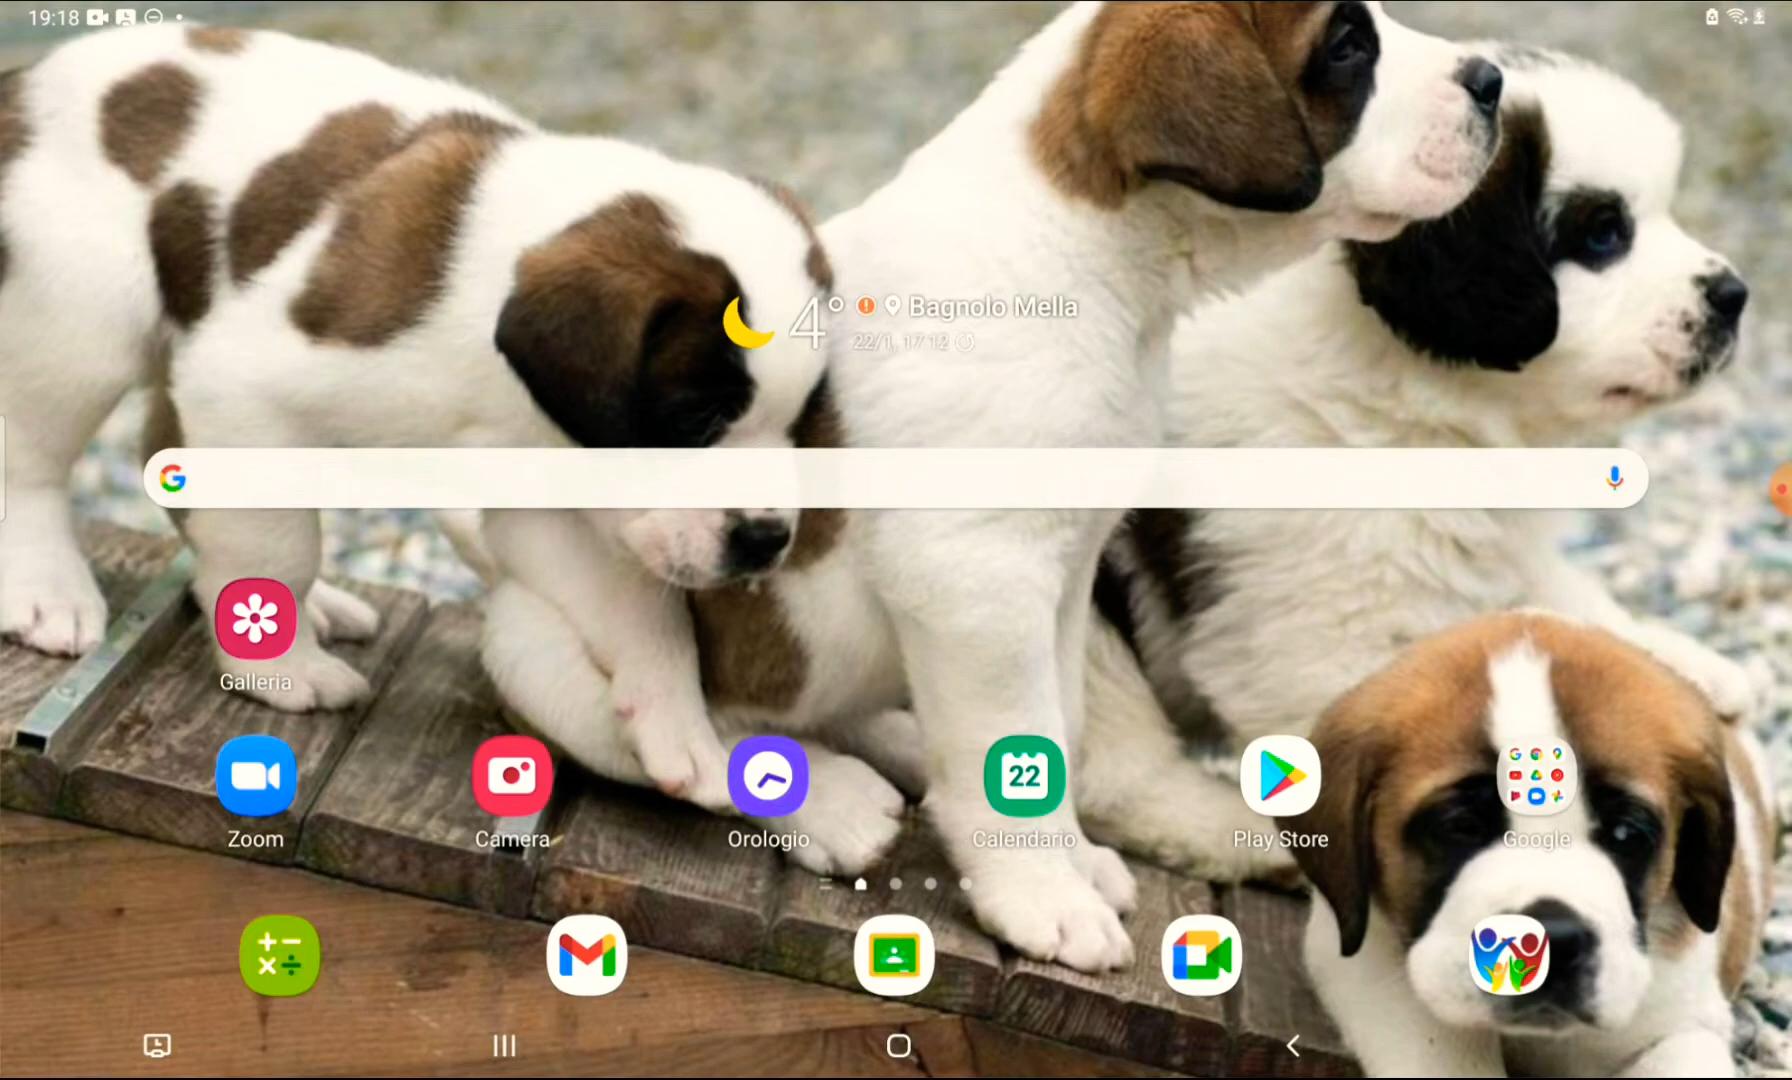 19:18
4° Bagnolo Mella
22/1, 17:12
Galleria
22
Zoom
Camera
Orologio
Calendario
Play Store
Google